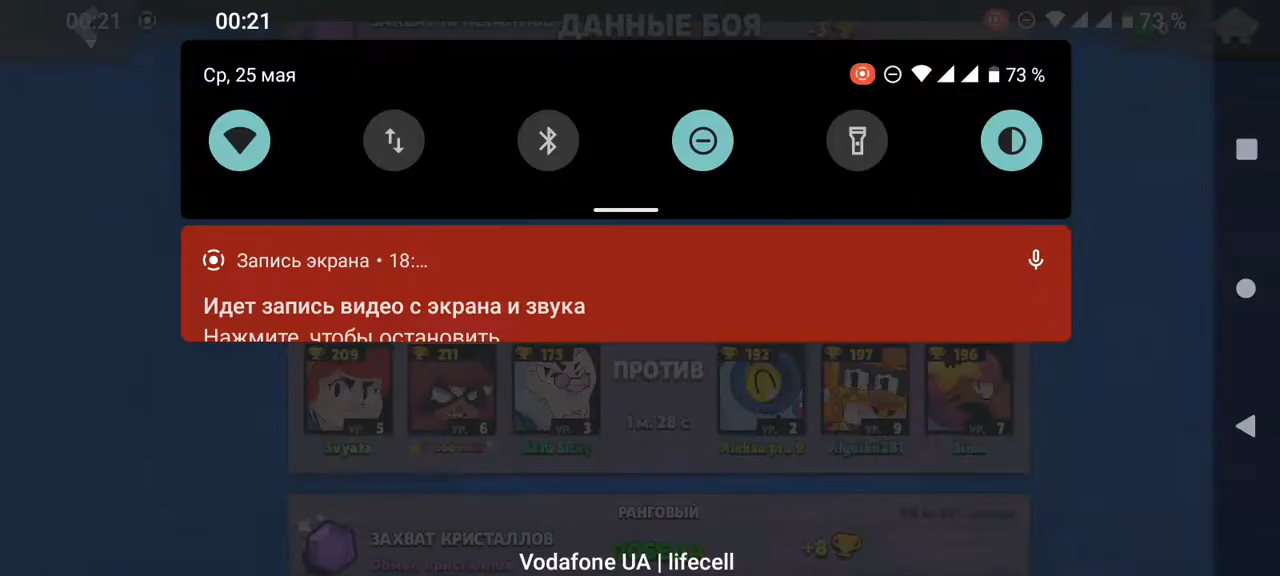 00:21
00:21
ДАННЫЕ БОЯ
73 %
Ср, 25 мая
73 %
Запись экрана • 18:...
Идет запись видео с экрана и звука
Нажмите, чтобы остановить
209 211 173 ПРОТИВ 192 197 196
1 м. 28 с.
УР. 5 УР. 6 УР. 3 УР. 2 УР. 9 УР. 7
РАНГОВЫЙ
ЗАХВАТ КРИСТАЛЛОВ
ПОБЕДА
+8
Vodafone UA | lifecell